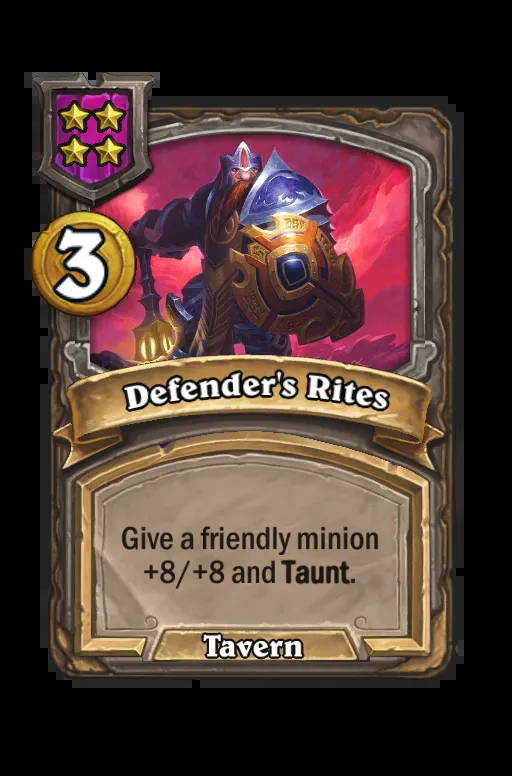 3
Defender's Rites
Give a friendly minion
+8/+8 and Taunt.
Tavern